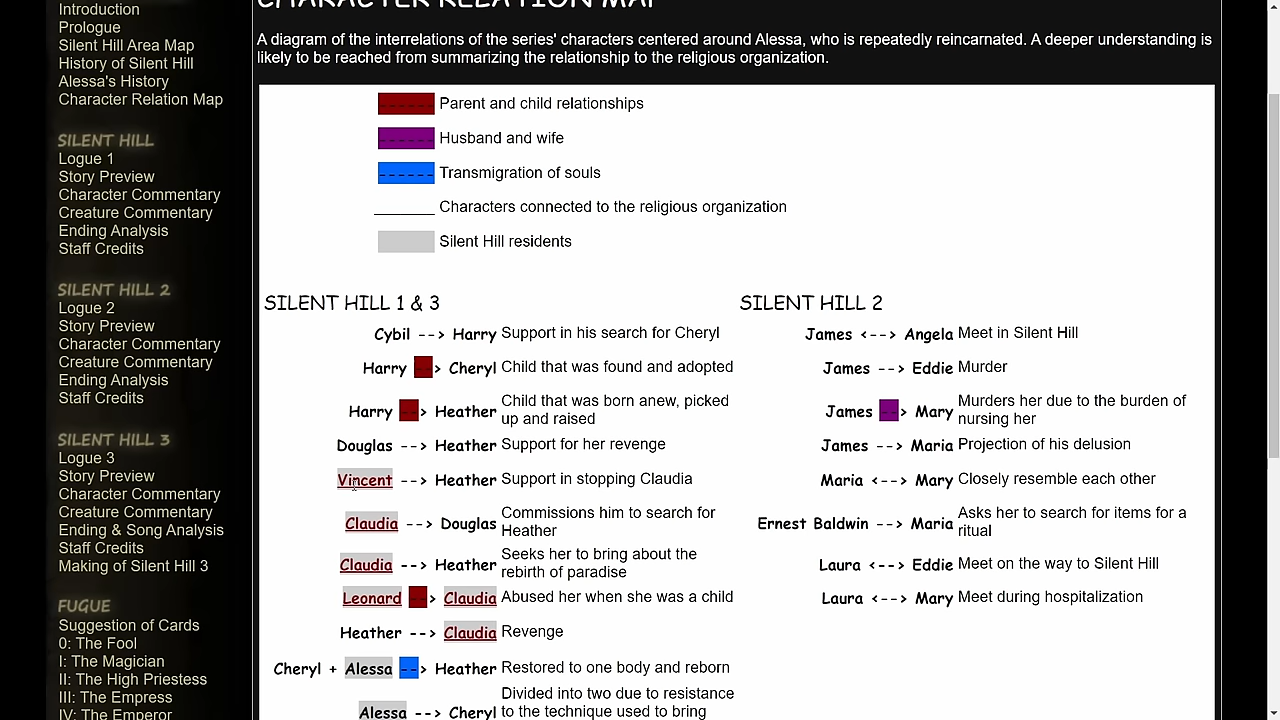 Introduction
Prologue
Silent Hill Area Map
History of Silent Hill
Alessa's History
Character Relation Map
SILENT HILL
Logue 1
Story Preview
Character Commentary
Creature Commentary
Ending Analysis
Staff Credits
SILENT HILL 2
Logue 2
Story Preview
Character Commentary
Creature Commentary
Ending Analysis
Staff Credits
SILENT HILL 3
Logue 3
Story Preview
Character Commentary
Creature Commentary
Ending & Song Analysis
Staff Credits
Making of Silent Hill 3
FUGUE
Suggestion of Cards
0: The Fool
I: The Magician
II: The High Priestess
III: The Empress
IV: The Emperor
CHARACTER RELATION MAP
A diagram of the interrelations of the series' characters centered around Alessa, who is repeatedly reincarnated. A deeper understanding is
likely to be reached from summarizing the relationship to the religious organization.
------ Parent and child relationships
------ Husband and wife
------ Transmigration of souls
Characters connected to the religious organization
Silent Hill residents
SILENT HILL 1 & 3
Cybil --> Harry Support in his search for Cheryl
Harry --> Cheryl Child that was found and adopted
Harry --> Heather Child that was born anew, picked
up and raised
Douglas --> Heather Support for her revenge
Vincent --> Heather Support in stopping Claudia
Claudia --> Douglas Commissions him to search for
Heather
Claudia --> Heather Seeks her to bring about the
rebirth of paradise
Leonard --> Claudia Abused her when she was a child
Heather --> Claudia Revenge
Cheryl + Alessa --> Heather Restored to one body and reborn
Alessa --> Cheryl Divided into two due to resistance
to the technique used to bring
SILENT HILL 2
James <--> Angela Meet in Silent Hill
James --> Eddie Murder
James --> Mary Murders her due to the burden of
nursing her
James --> Maria Projection of his delusion
Maria <--> Mary Closely resemble each other
Ernest Baldwin --> Maria Asks her to search for items for a
ritual
Laura <--> Eddie Meet on the way to Silent Hill
Laura <--> Mary Meet during hospitalization